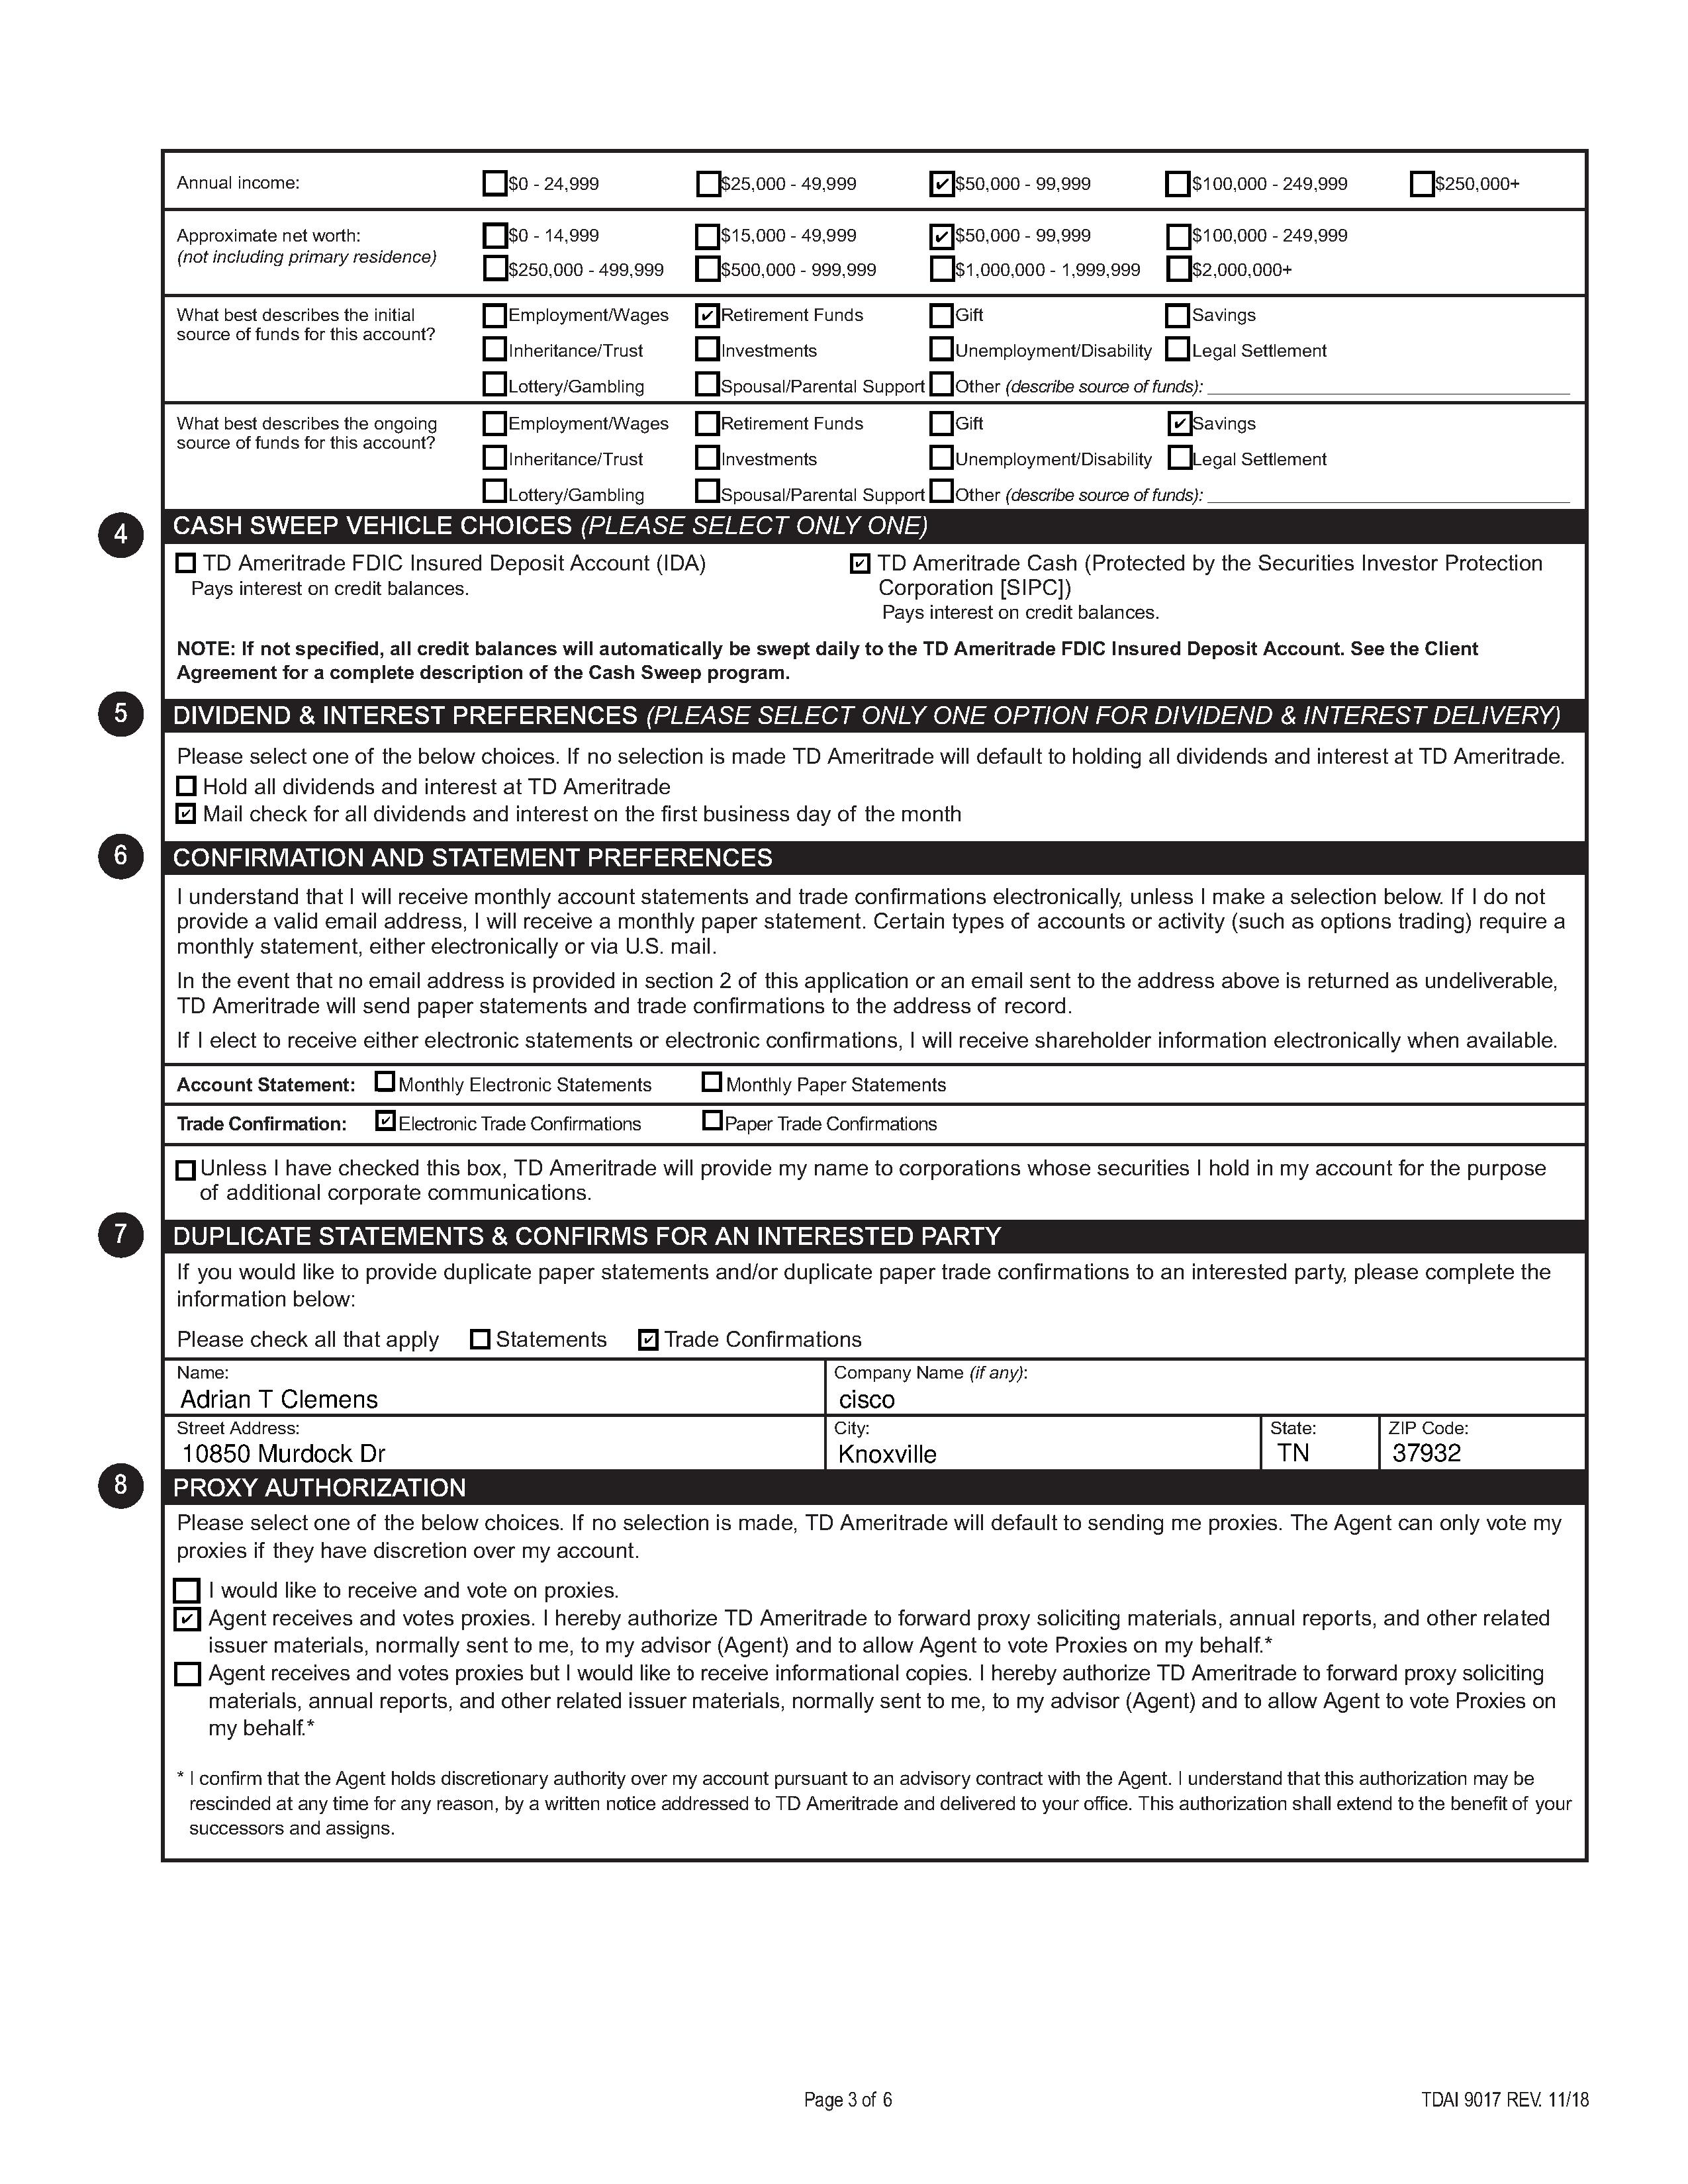 Annual income: ☐ $0 - 24,999 ☐ $25,000 - 49,999 ☑ $50,000 - 99,999 ☐ $100,000 - 249,999 ☐ $250,000+
Approximate net worth: ☐ $0 - 14,999 ☐ $15,000 - 49,999 ☑ $50,000 - 99,999 ☐ $100,000 - 249,999
(not including primary residence) ☐ $250,000 - 499,999 ☐ $500,000 - 999,999 ☐ $1,000,000 - 1,999,999 ☐ $2,000,000+
What best describes the initial ☐ Employment/Wages ☑ Retirement Funds ☐ Gift ☐ Savings
source of funds for this account? ☐ Inheritance/Trust ☐ Investments ☐ Unemployment/Disability ☐ Legal Settlement
☐ Lottery/Gambling ☐ Spousal/Parental Support ☐ Other (describe source of funds):
What best describes the ongoing ☐ Employment/Wages ☐ Retirement Funds ☐ Gift ☑ Savings
source of funds for this account? ☐ Inheritance/Trust ☐ Investments ☐ Unemployment/Disability ☐ Legal Settlement
☐ Lottery/Gambling ☐ Spousal/Parental Support ☐ Other (describe source of funds):
4 CASH SWEEP VEHICLE CHOICES (PLEASE SELECT ONLY ONE)
☐ TD Ameritrade FDIC Insured Deposit Account (IDA) ☑ TD Ameritrade Cash (Protected by the Securities Investor Protection
Pays interest on credit balances. Corporation [SIPC])
Pays interest on credit balances.
NOTE: If not specified, all credit balances will automatically be swept daily to the TD Ameritrade FDIC Insured Deposit Account. See the Client
Agreement for a complete description of the Cash Sweep program.
5 DIVIDEND & INTEREST PREFERENCES (PLEASE SELECT ONLY ONE OPTION FOR DIVIDEND & INTEREST DELIVERY)
Please select one of the below choices. If no selection is made TD Ameritrade will default to holding all dividends and interest at TD Ameritrade.
☐ Hold all dividends and interest at TD Ameritrade
☑ Mail check for all dividends and interest on the first business day of the month
6 CONFIRMATION AND STATEMENT PREFERENCES
I understand that I will receive monthly account statements and trade confirmations electronically, unless I make a selection below. If I do not
provide a valid email address, I will receive a monthly paper statement. Certain types of accounts or activity (such as options trading) require a
monthly statement, either electronically or via U.S. mail.
In the event that no email address is provided in section 2 of this application or an email sent to the address above is returned as undeliverable,
TD Ameritrade will send paper statements and trade confirmations to the address of record.
If I elect to receive either electronic statements or electronic confirmations, I will receive shareholder information electronically when available.
Account Statement: ☐ Monthly Electronic Statements ☐ Monthly Paper Statements
Trade Confirmation: ☑ Electronic Trade Confirmations ☐ Paper Trade Confirmations
☐ Unless I have checked this box, TD Ameritrade will provide my name to corporations whose securities I hold in my account for the purpose
of additional corporate communications.
7 DUPLICATE STATEMENTS & CONFIRMS FOR AN INTERESTED PARTY
If you would like to provide duplicate paper statements and/or duplicate paper trade confirmations to an interested party, please complete the
information below:
Please check all that apply ☐ Statements ☑ Trade Confirmations
Name: Company Name (if any):
Adrian T Clemens cisco
Street Address: City: State: ZIP Code:
10850 Murdock Dr Knoxville TN 37932
8 PROXY AUTHORIZATION
Please select one of the below choices. If no selection is made, TD Ameritrade will default to sending me proxies. The Agent can only vote my
proxies if they have discretion over my account.
☐ I would like to receive and vote on proxies.
☑ Agent receives and votes proxies. I hereby authorize TD Ameritrade to forward proxy soliciting materials, annual reports, and other related
issuer materials, normally sent to me, to my advisor (Agent) and to allow Agent to vote Proxies on my behalf.*
☐ Agent receives and votes proxies but I would like to receive informational copies. I hereby authorize TD Ameritrade to forward proxy soliciting
materials, annual reports, and other related issuer materials, normally sent to me, to my advisor (Agent) and to allow Agent to vote Proxies on
my behalf.*
* I confirm that the Agent holds discretionary authority over my account pursuant to an advisory contract with the Agent. I understand that this authorization may be
rescinded at any time for any reason, by a written notice addressed to TD Ameritrade and delivered to your office. This authorization shall extend to the benefit of your
successors and assigns.
Page 3 of 6 TDAI 9017 REV. 11/18